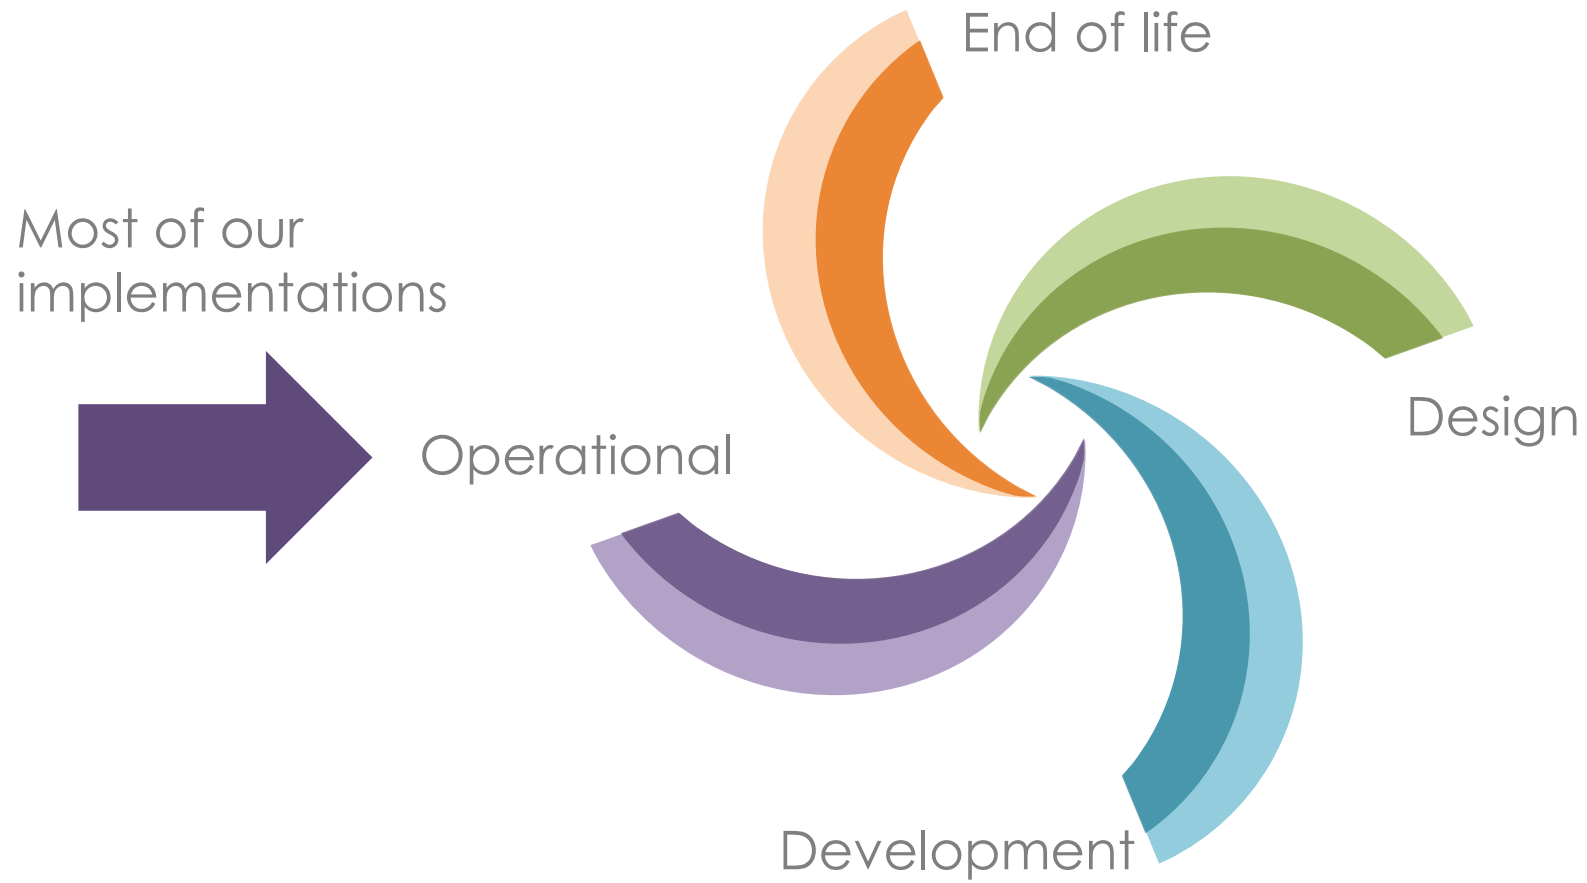 End of life
Most of our
implementations
Design
Operational
Development